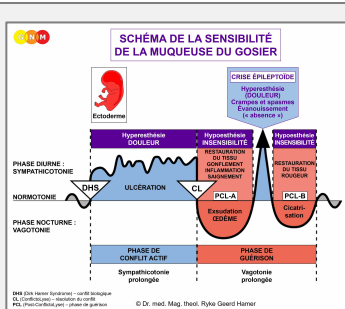 GNM
SCHÉMA DE LA SENSIBILITÉ
DE LA MUQUEUSE DU GOSIER
CRISE ÉPILEPTOÏDE
Hyperesthésie
(DOULEUR)
Crampes et spasmes
Évanouissement
(« absence »)
Ectoderme
Hyperesthésie
DOULEUR
Hypoesthésie
INSENSIBILITÉ
Hypoesthésie
INSENSIBILITÉ
RESTAURATION
DU TISSU
GONFLEMENT
INFLAMMATION
SAIGNEMENT
RESTAURATION
DU TISSU
ROUGEUR
PHASE DIURNE :
SYMPATHICOTONIE
ULCÉRATION
DHS
CL
PCL-A
PCL-B
NORMOTONIE
PHASE NOCTURNE :
VAGOTONIE
Exsudation
ŒDÈME
Cicatri-
sation
PHASE DE
CONFLIT ACTIF
PHASE DE
GUÉRISON
Sympathicotonie
prolongée
Vagotonie
prolongée
DHS (Dirk Hamer Syndrome) – conflit biologique
CL (ConflictoLyse) – résolution du conflit
PCL (Post-ConflictoLyse) – phase de guérison
© Dr. med. Mag. theol. Ryke Geerd Hamer